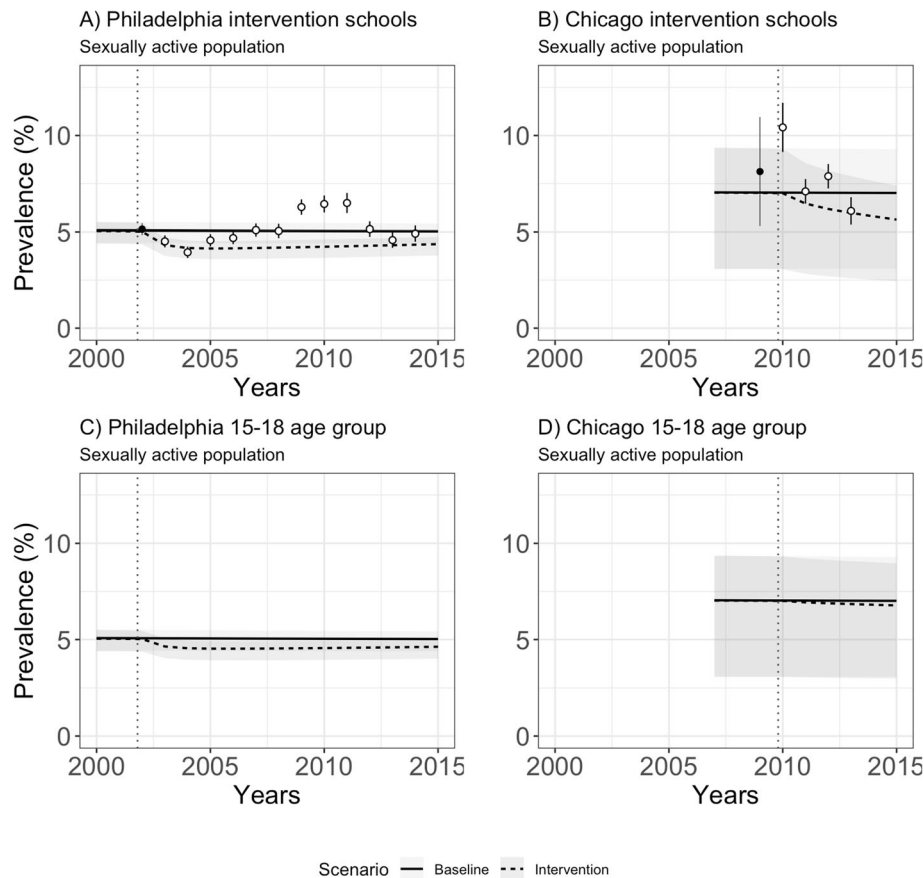 A) Philadelphia intervention schools
Sexually active population
Prevalence (%)
10
5
0
2000 2005 2010 2015
Years
B) Chicago intervention schools
Sexually active population
10
5
0
2000 2005 2010 2015
Years
C) Philadelphia 15-18 age group
Sexually active population
Prevalence (%)
10
5
0
2000 2005 2010 2015
Years
D) Chicago 15-18 age group
Sexually active population
10
5
0
2000 2005 2010 2015
Years
Scenario Baseline Intervention